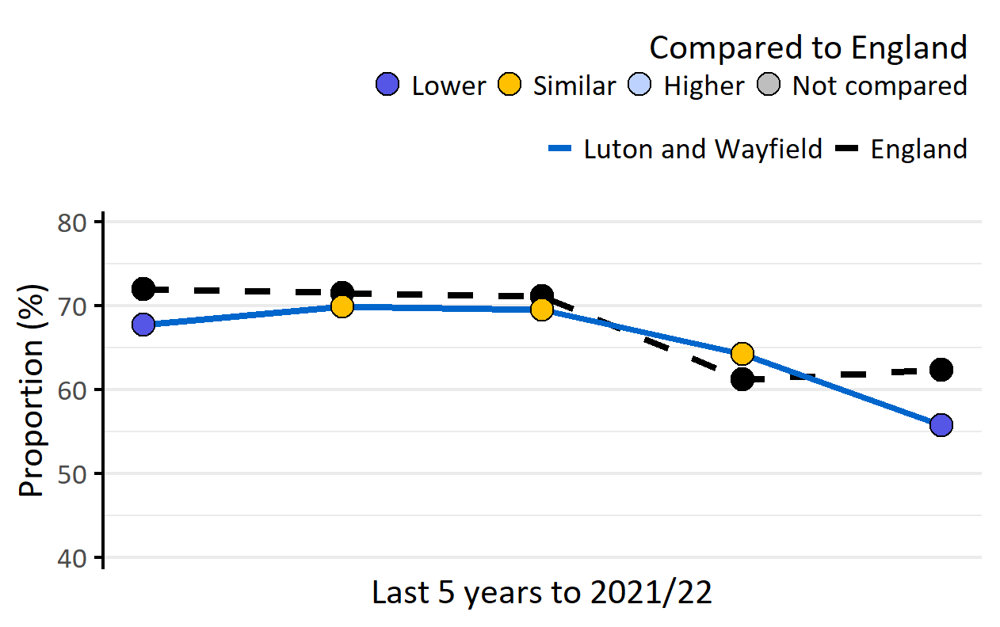 Compared to England
Lower Similar Higher Not compared
Luton and Wayfield England
80
70
60
50
40
Proportion (%)
Last 5 years to 2021/22